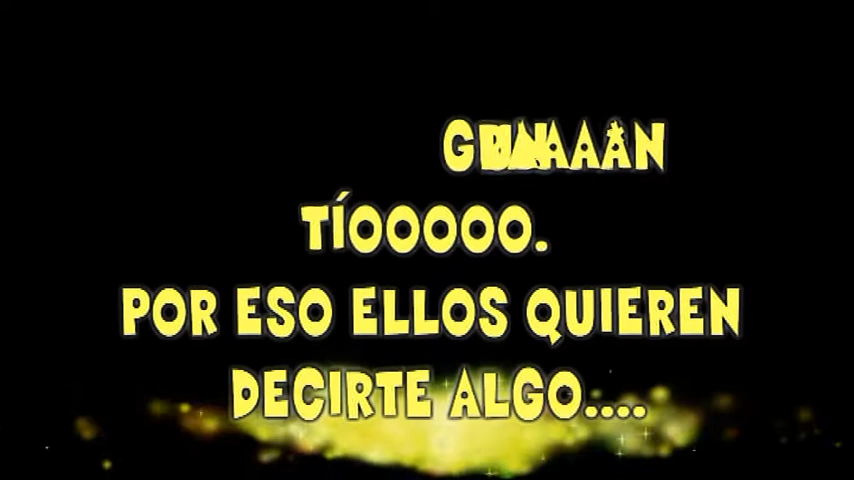 TÍOOOOO.
POR ESO ELLOS QUIEREN
DECIRTE ALGO....